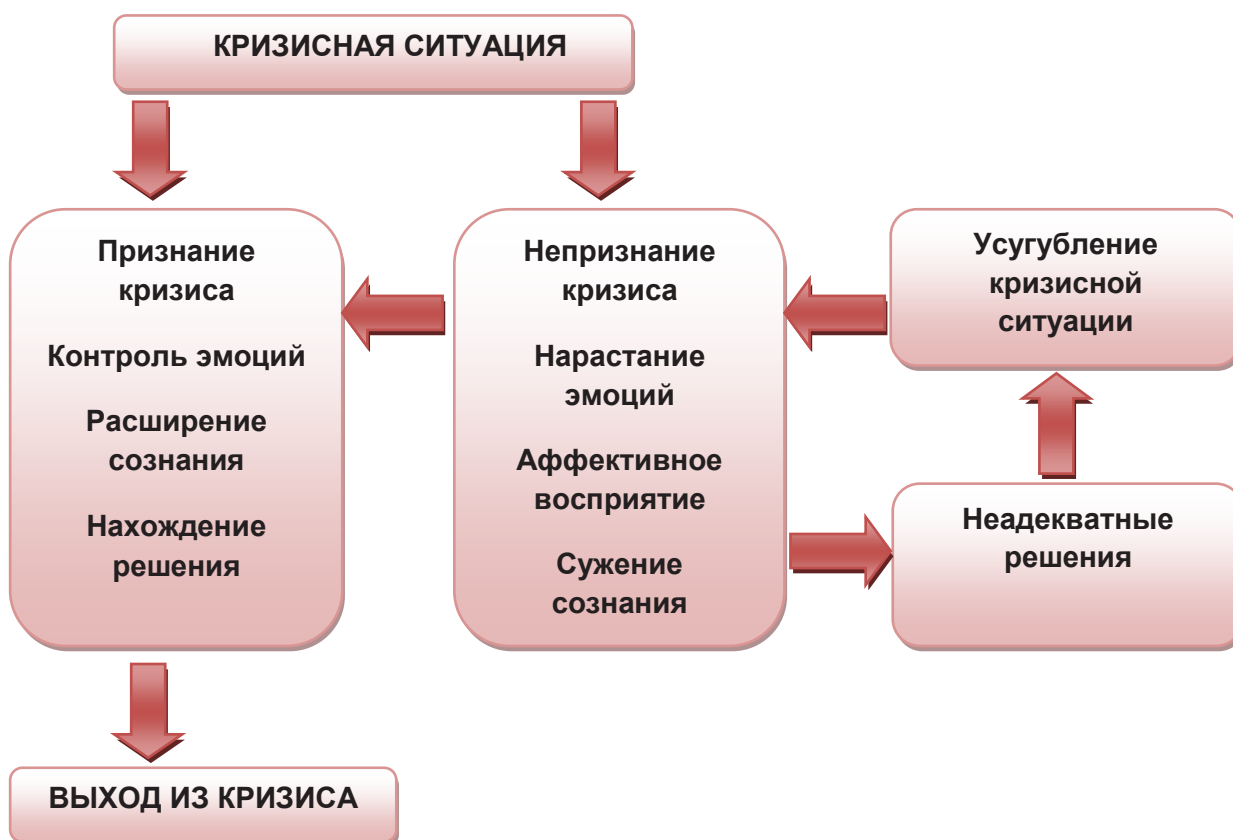 КРИЗИСНАЯ СИТУАЦИЯ
Признание
кризиса
Контроль эмоций
Расширение
сознания
Нахождение
решения
Непризнание
кризиса
Нарастание
эмоций
Аффективное
восприятие
Сужение
сознания
Усугубление
кризисной
ситуации
Неадекватные
решения
ВЫХОД ИЗ КРИЗИСА